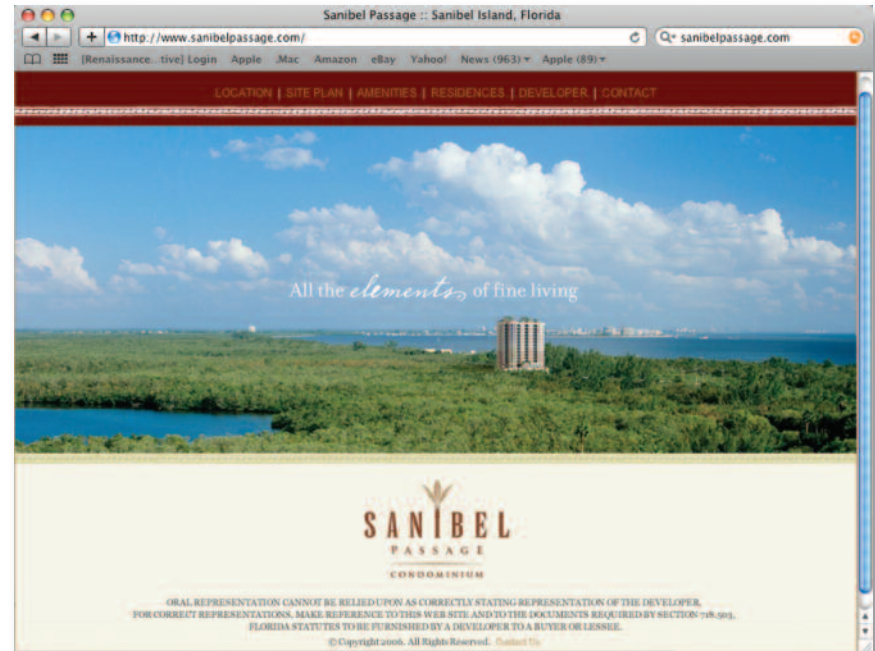 Sanibel Passage :: Sanibel Island, Florida
http://www.sanibelpassage.com/
sanibelpassage.com
[Renaissance...tive] Login Apple .Mac Amazon eBay Yahoo! News (963) Apple (89)
LOCATION | SITE PLAN | AMENITIES | RESIDENCES | DEVELOPER | CONTACT
All the elements of fine living
SANIBEL
PASSAGE
CONDOMINIUM
ORAL REPRESENTATION CANNOT BE RELIED UPON AS CORRECTLY STATING REPRESENTATION OF THE DEVELOPER.
FOR CORRECT REPRESENTATIONS, MAKE REFERENCE TO THIS WEB SITE AND TO THE DOCUMENTS REQUIRED BY SECTION 718.503,
FLORIDA STATUTES TO BE FURNISHED BY A DEVELOPER TO A BUYER OR LESSEE.
© Copyright 2006. All Rights Reserved. Contact Us